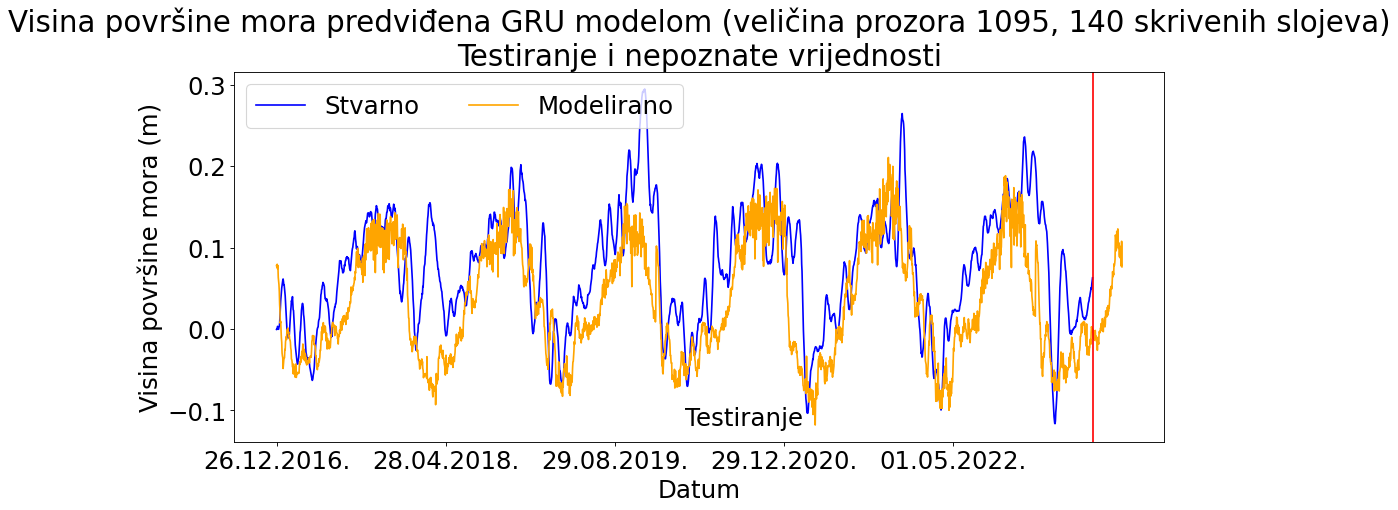 Visina površine mora predviđena GRU modelom (veličina prozora 1095, 140 skrivenih slojeva)
Testiranje i nepoznate vrijednosti
Stvarno Modelirano
Visina površine mora (m)
0.3
0.2
0.1
0.0
−0.1
Testiranje
26.12.2016. 28.04.2018. 29.08.2019. 29.12.2020. 01.05.2022.
Datum